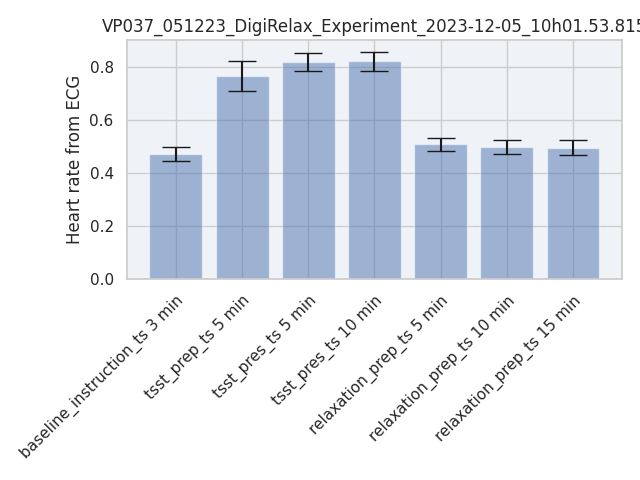 VP037_051223_DigiRelax_Experiment_2023-12-05_10h01.53.815
Heart rate from ECG
0.8
0.6
0.4
0.2
0.0
baseline_instruction_ts 3 min
tsst_prep_ts 5 min
tsst_pres_ts 5 min
tsst_pres_ts 10 min
relaxation_prep_ts 5 min
relaxation_prep_ts 10 min
relaxation_prep_ts 15 min